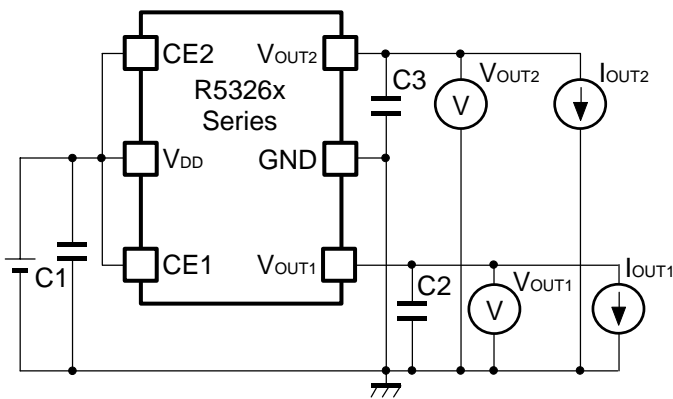 CE2
VOUT2
R5326x
Series
C3
VOUT2
IOUT2
V
VDD
GND
C1
CE1
VOUT1
C2
VOUT1
IOUT1
V